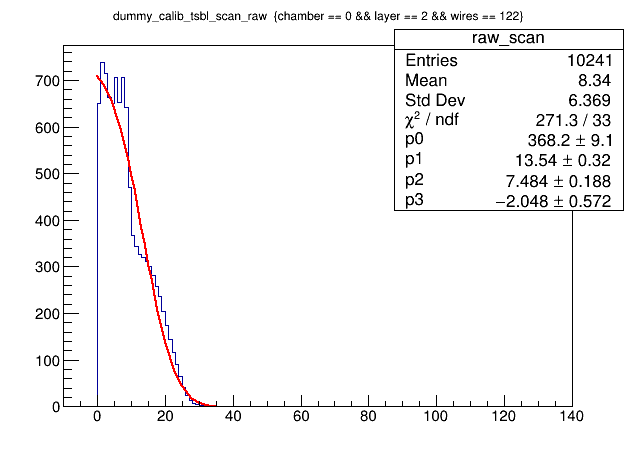 dummy_calib_tsbl_scan_raw {chamber == 0 && layer == 2 && wires == 122}
raw_scan
Entries 10241
Mean 8.34
Std Dev 6.369
χ² / ndf 271.3 / 33
p0 368.2 ± 9.1
p1 13.54 ± 0.32
p2 7.484 ± 0.188
p3 −2.048 ± 0.572
700
600
500
400
300
200
100
0
0 20 40 60 80 100 120 140